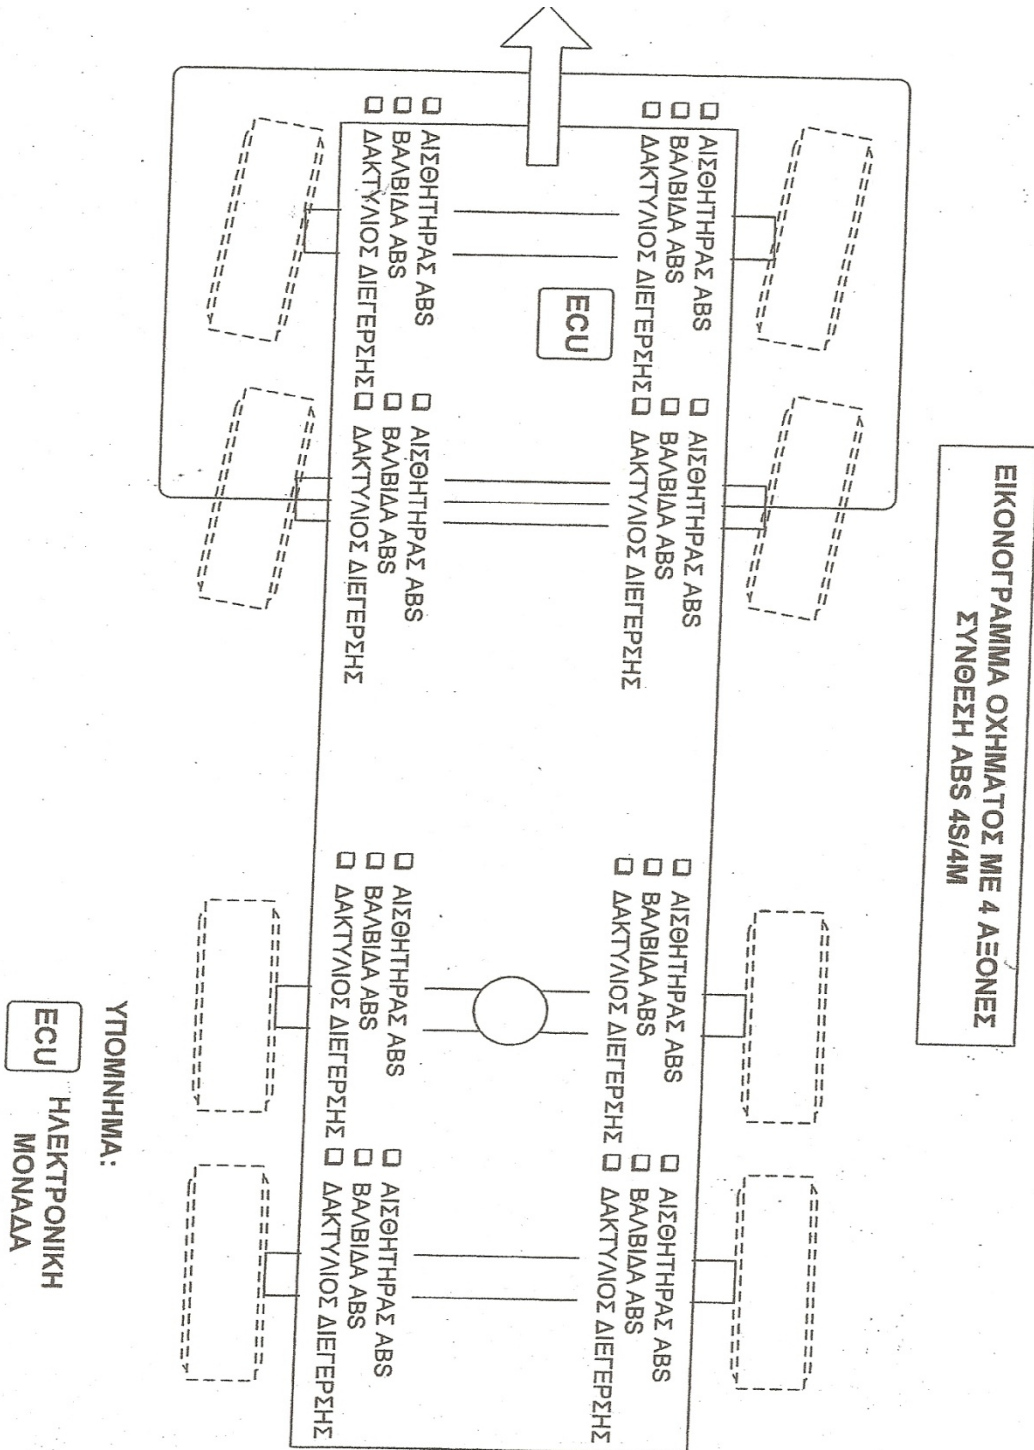 ΕΙΚΟΝΟΓΡΑΜΜΑ ΟΧΗΜΑΤΟΣ ΜΕ 4 ΑΞΟΝΕΣ
ΣΥΝΘΕΣΗ ABS 4S/4M
ΑΙΣΘΗΤΗΡΑΣ ABS
ΒΑΛΒΙΔΑ ABS
ΔΑΚΤΥΛΙΟΣ ΔΙΕΓΕΡΣΗΣ
ΑΙΣΘΗΤΗΡΑΣ ABS
ΒΑΛΒΙΔΑ ABS
ΔΑΚΤΥΛΙΟΣ ΔΙΕΓΕΡΣΗΣ
ΑΙΣΘΗΤΗΡΑΣ ABS
ΒΑΛΒΙΔΑ ABS
ΔΑΚΤΥΛΙΟΣ ΔΙΕΓΕΡΣΗΣ
ΑΙΣΘΗΤΗΡΑΣ ABS
ΒΑΛΒΙΔΑ ABS
ΔΑΚΤΥΛΙΟΣ ΔΙΕΓΕΡΣΗΣ
ECU
ΑΙΣΘΗΤΗΡΑΣ ABS
ΒΑΛΒΙΔΑ ABS
ΔΑΚΤΥΛΙΟΣ ΔΙΕΓΕΡΣΗΣ
ΑΙΣΘΗΤΗΡΑΣ ABS
ΒΑΛΒΙΔΑ ABS
ΔΑΚΤΥΛΙΟΣ ΔΙΕΓΕΡΣΗΣ
ΑΙΣΘΗΤΗΡΑΣ ABS
ΒΑΛΒΙΔΑ ABS
ΔΑΚΤΥΛΙΟΣ ΔΙΕΓΕΡΣΗΣ
ΑΙΣΘΗΤΗΡΑΣ ABS
ΒΑΛΒΙΔΑ ABS
ΔΑΚΤΥΛΙΟΣ ΔΙΕΓΕΡΣΗΣ
ΥΠΟΜΝΗΜΑ:
ECU ΗΛΕΚΤΡΟΝΙΚΗ
ΜΟΝΑΔΑ